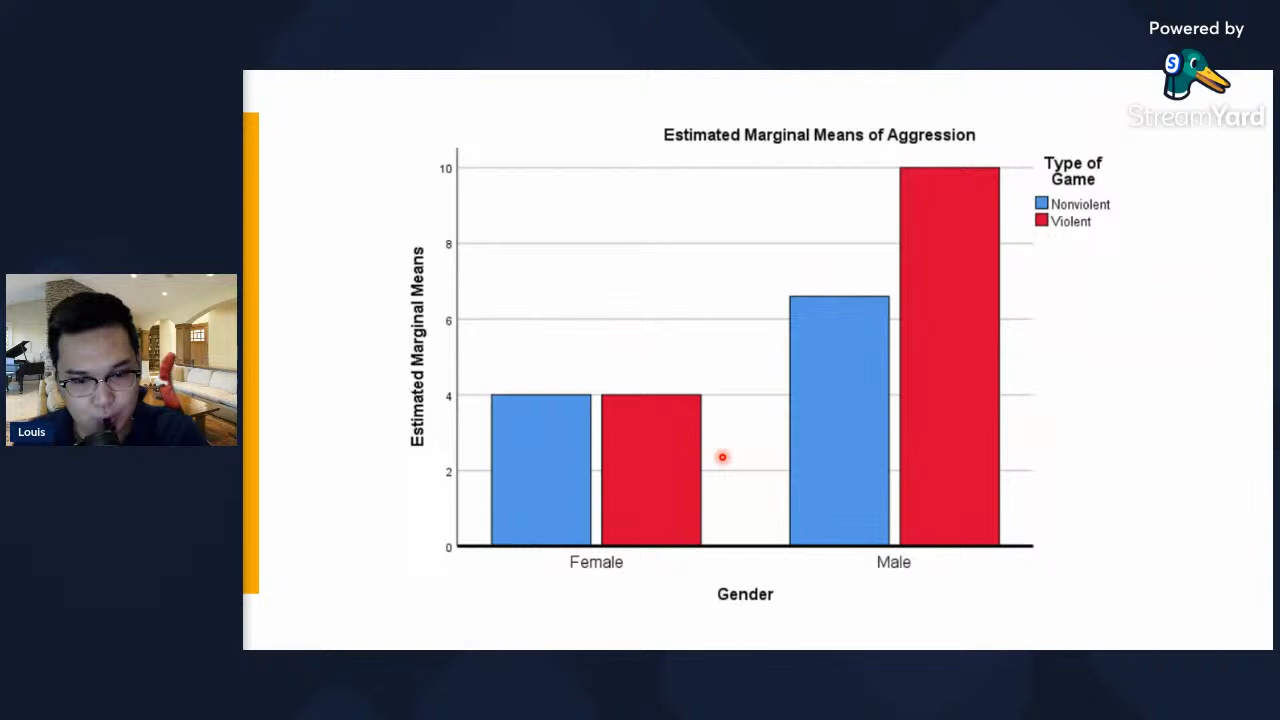 Powered by
S
StreamYard
Estimated Marginal Means of Aggression
Type of
Game
Nonviolent
Violent
Estimated Marginal Means
10
8
6
4
2
0
Female
Male
Gender
Louis